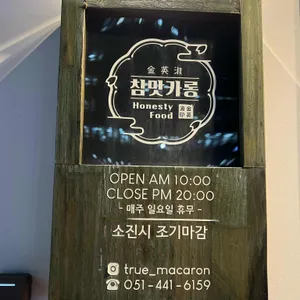 金英淑
참맛카롱
Honesty
Food
OPEN AM 10:00
CLOSE PM 20:00
- 매주 일요일 휴무 -
소진시 조기마감
true_macaron
051-441-6159